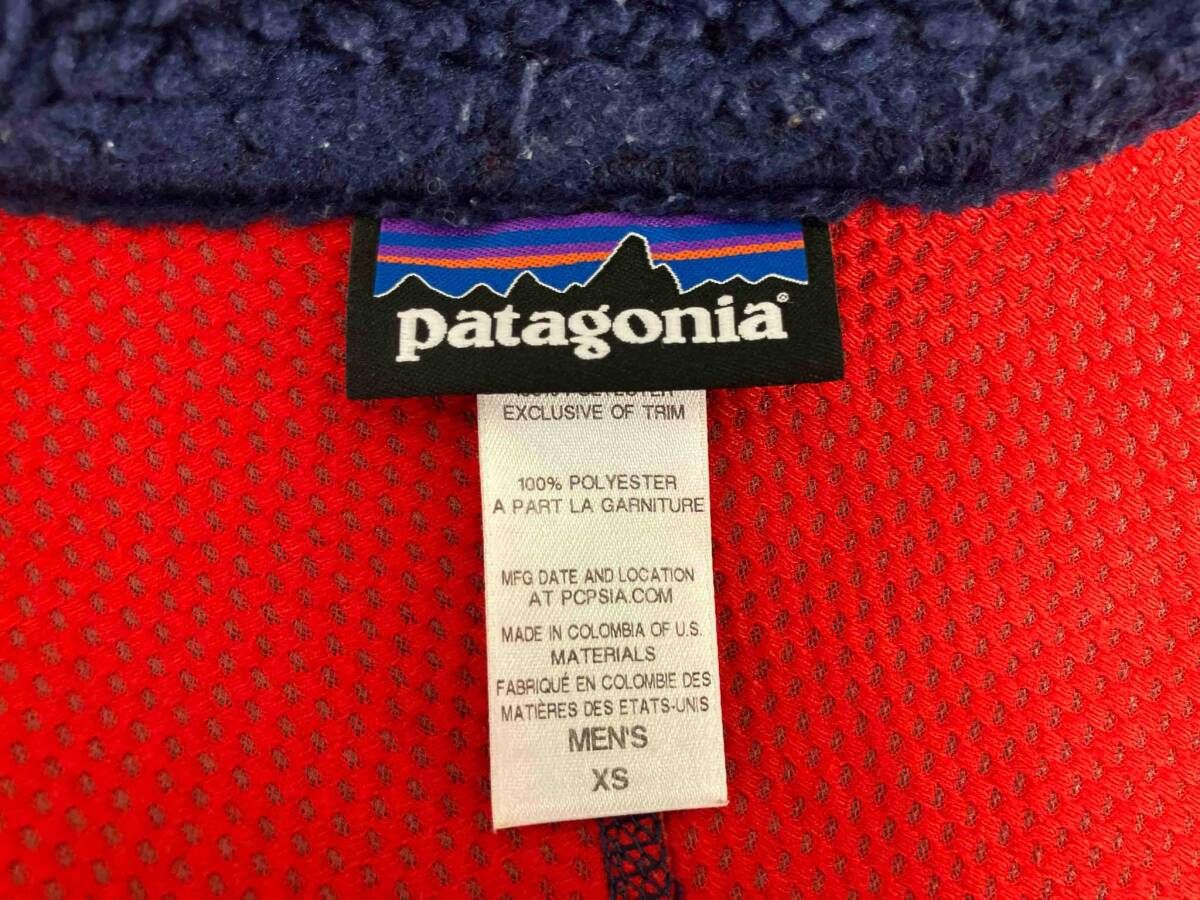 patagonia®
EXCLUSIVE OF TRIM
100% POLYESTER
A PART LA GARNITURE
MFG DATE AND LOCATION
AT PCPSIA.COM
MADE IN COLOMBIA OF U.S.
MATERIALS
FABRIQUÉ EN COLOMBIE DES
MATIÈRES DES ETATS-UNIS
MEN'S
XS